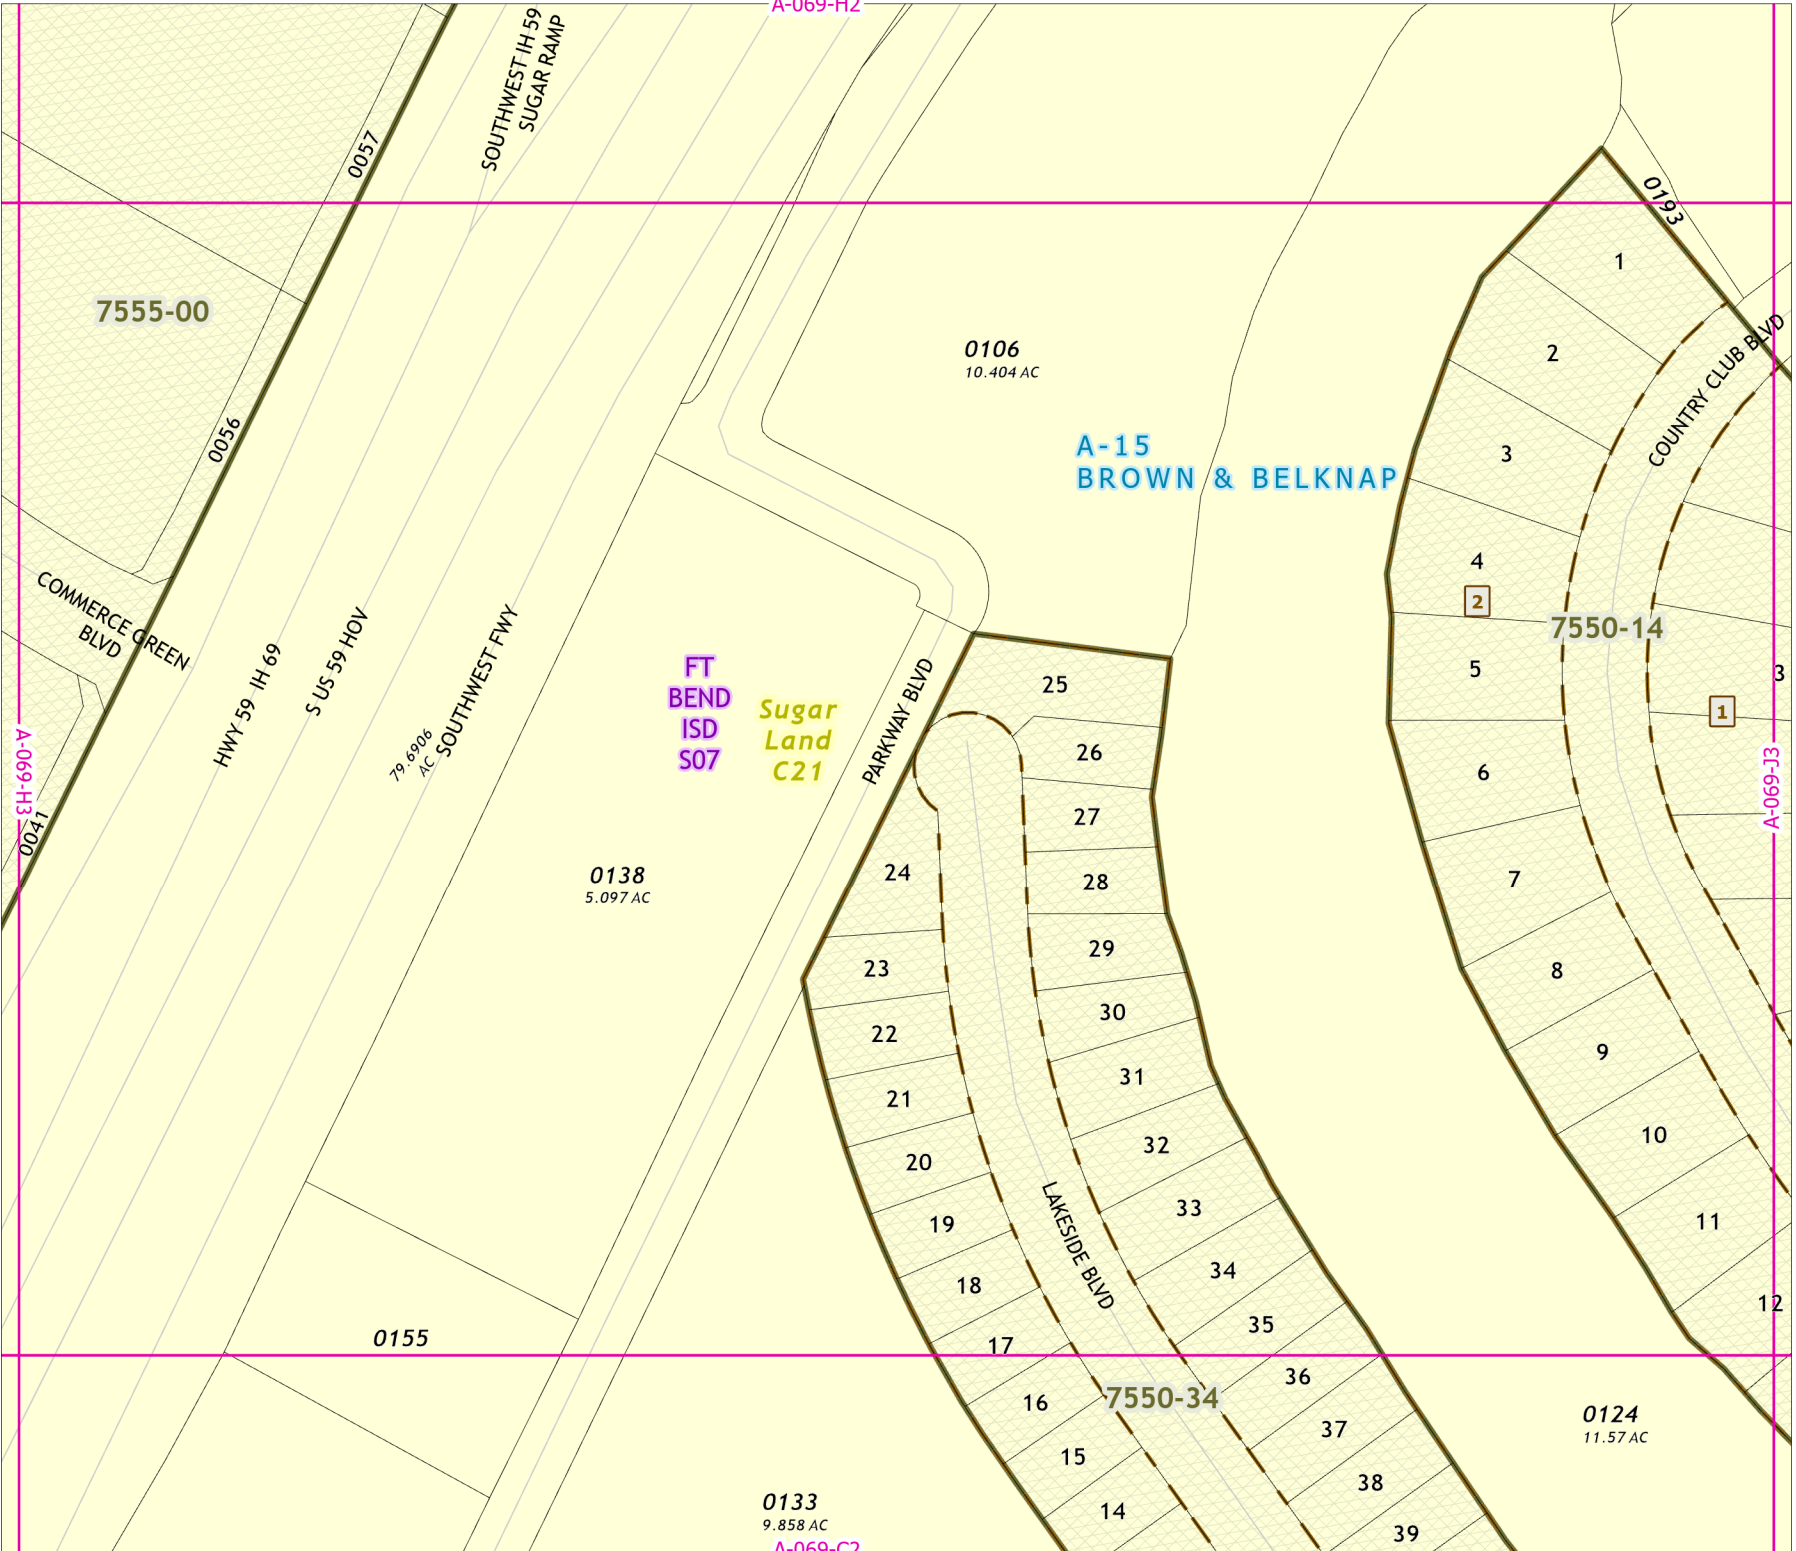 A-069-H2
SOUTHWEST IH 59
SUGAR RAMP
0057
0193
1
7555-00
2
COUNTRY CLUB BLVD
0106
10.404 AC
0056
A-15
BROWN & BELKNAP
3
4
2
7550-14
COMMERCE GREEN
BLVD
HWY 59 IH 69
S US 59 HOV
SOUTHWEST FWY
79.6906
AC
FT
BEND
ISD
S07
Sugar
Land
C21
PARKWAY BLVD
25
5
3
1
26
6
A-069-H3
A-069-J3
27
0041
24
28
7
0138
5.097 AC
29
23
8
30
22
9
31
21
10
32
20
33
19
11
LAKESIDE BLVD
34
18
12
35
17
0155
36
7550-34
16
37
0124
11.57 AC
15
38
14
39
0133
9.858 AC
A-069-C2